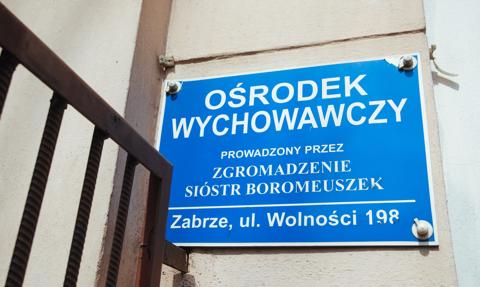 OŚRODEK
WYCHOWAWCZY
PROWADZONY PRZEZ
ZGROMADZENIE
SIÓSTR BOROMEUSZEK
Zabrze, ul. Wolności 198